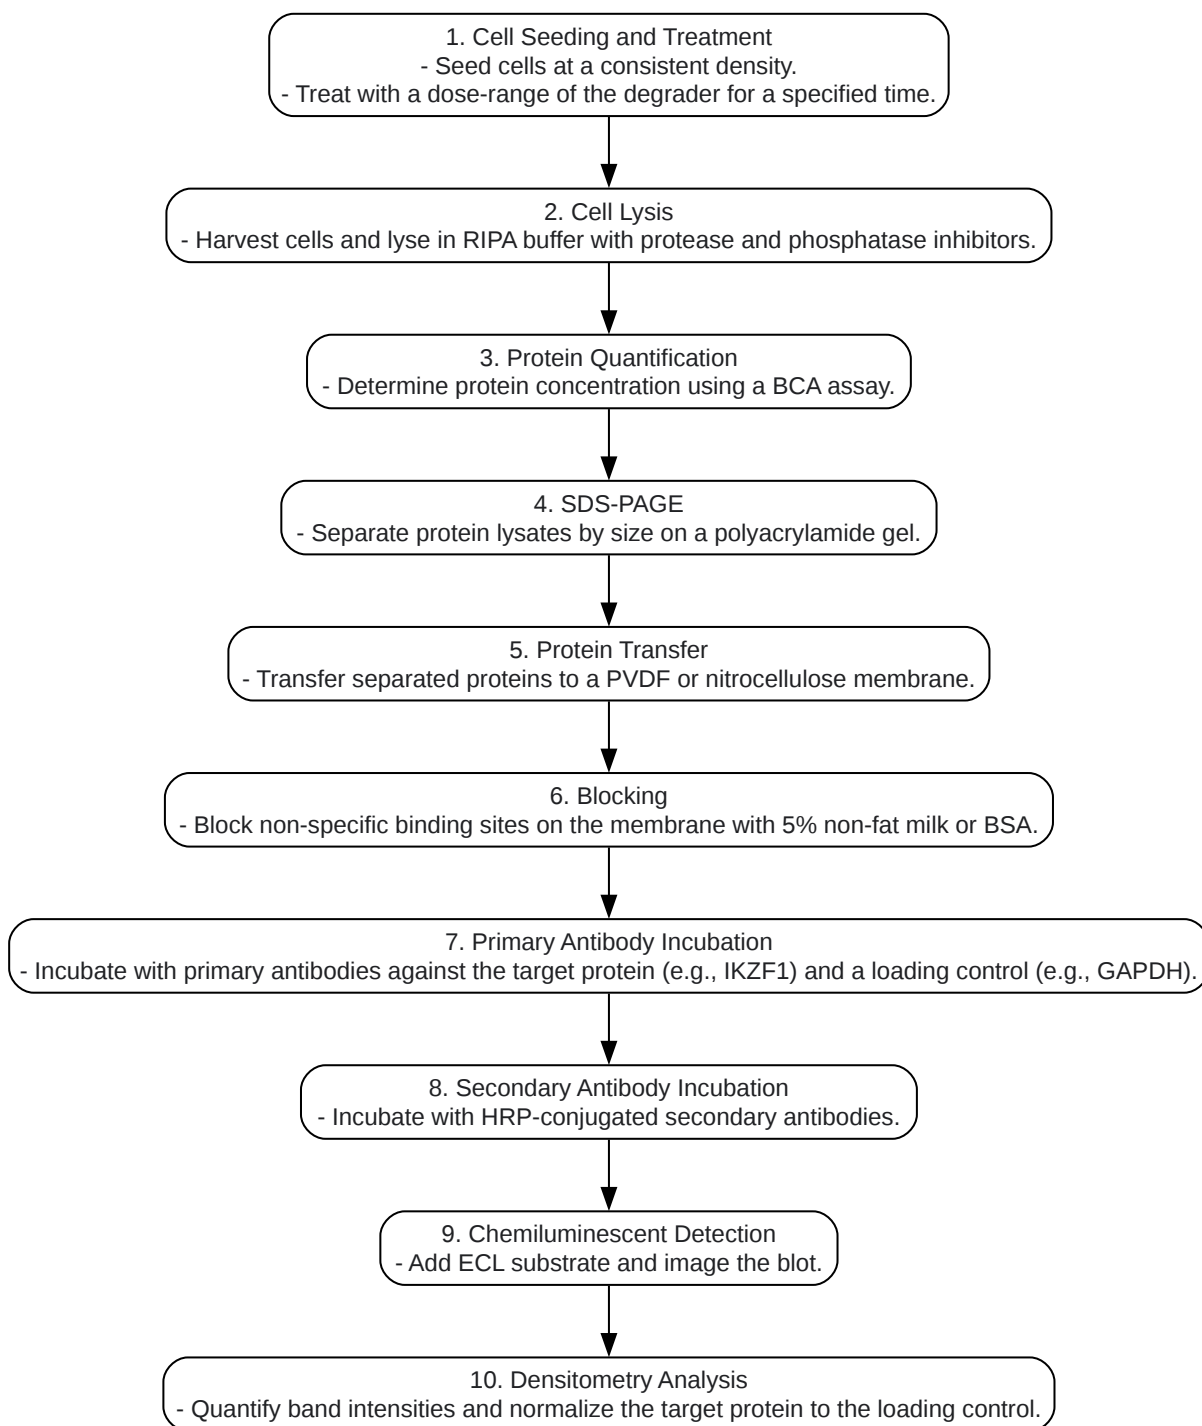 1. Cell Seeding and Treatment
- Seed cells at a consistent density.
- Treat with a dose-range of the degrader for a specified time.
2. Cell Lysis
- Harvest cells and lyse in RIPA buffer with protease and phosphatase inhibitors.
3. Protein Quantification
- Determine protein concentration using a BCA assay.
4. SDS-PAGE
- Separate protein lysates by size on a polyacrylamide gel.
5. Protein Transfer
- Transfer separated proteins to a PVDF or nitrocellulose membrane.
6. Blocking
- Block non-specific binding sites on the membrane with 5% non-fat milk or BSA.
7. Primary Antibody Incubation
- Incubate with primary antibodies against the target protein (e.g., IKZF1) and a loading control (e.g., GAPDH).
8. Secondary Antibody Incubation
- Incubate with HRP-conjugated secondary antibodies.
9. Chemiluminescent Detection
- Add ECL substrate and image the blot.
10. Densitometry Analysis
- Quantify band intensities and normalize the target protein to the loading control.